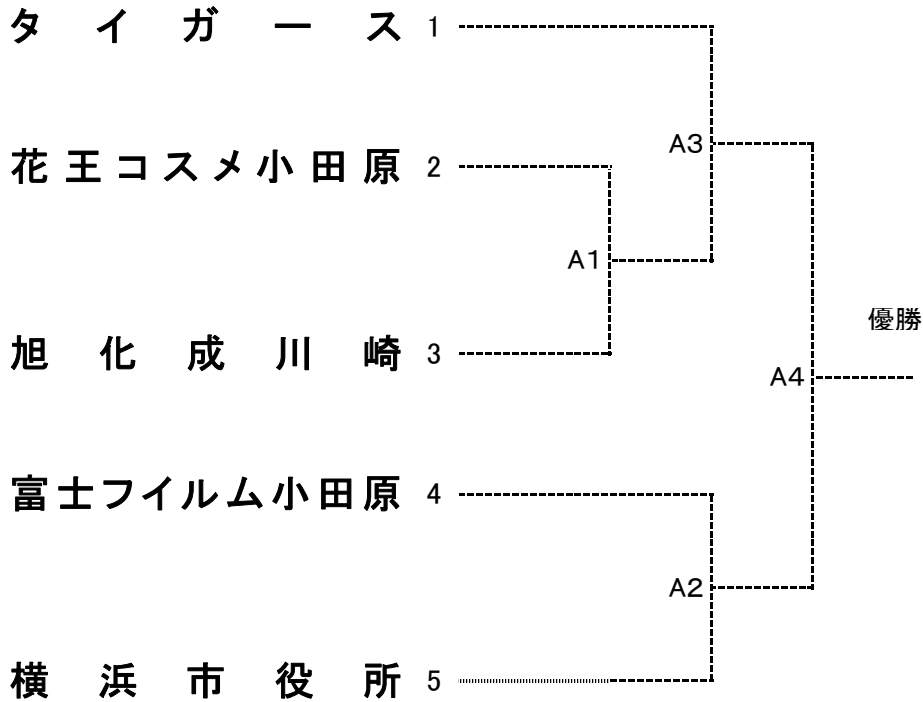 タイガース 1
A3
花王コスメ小田原 2
A1
優勝
旭化成川崎 3
A4
富士フイルム小田原 4
A2
横浜市役所 5